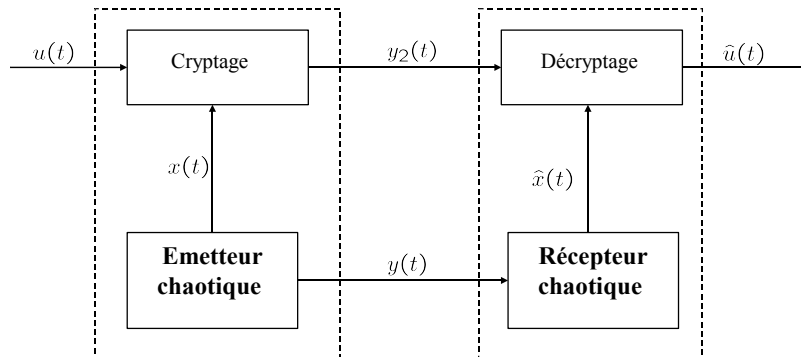 u(t)
Cryptage
y₂(t)
Décryptage
û(t)
x(t)
x̂(t)
Emetteur
chaotique
y(t)
Récepteur
chaotique